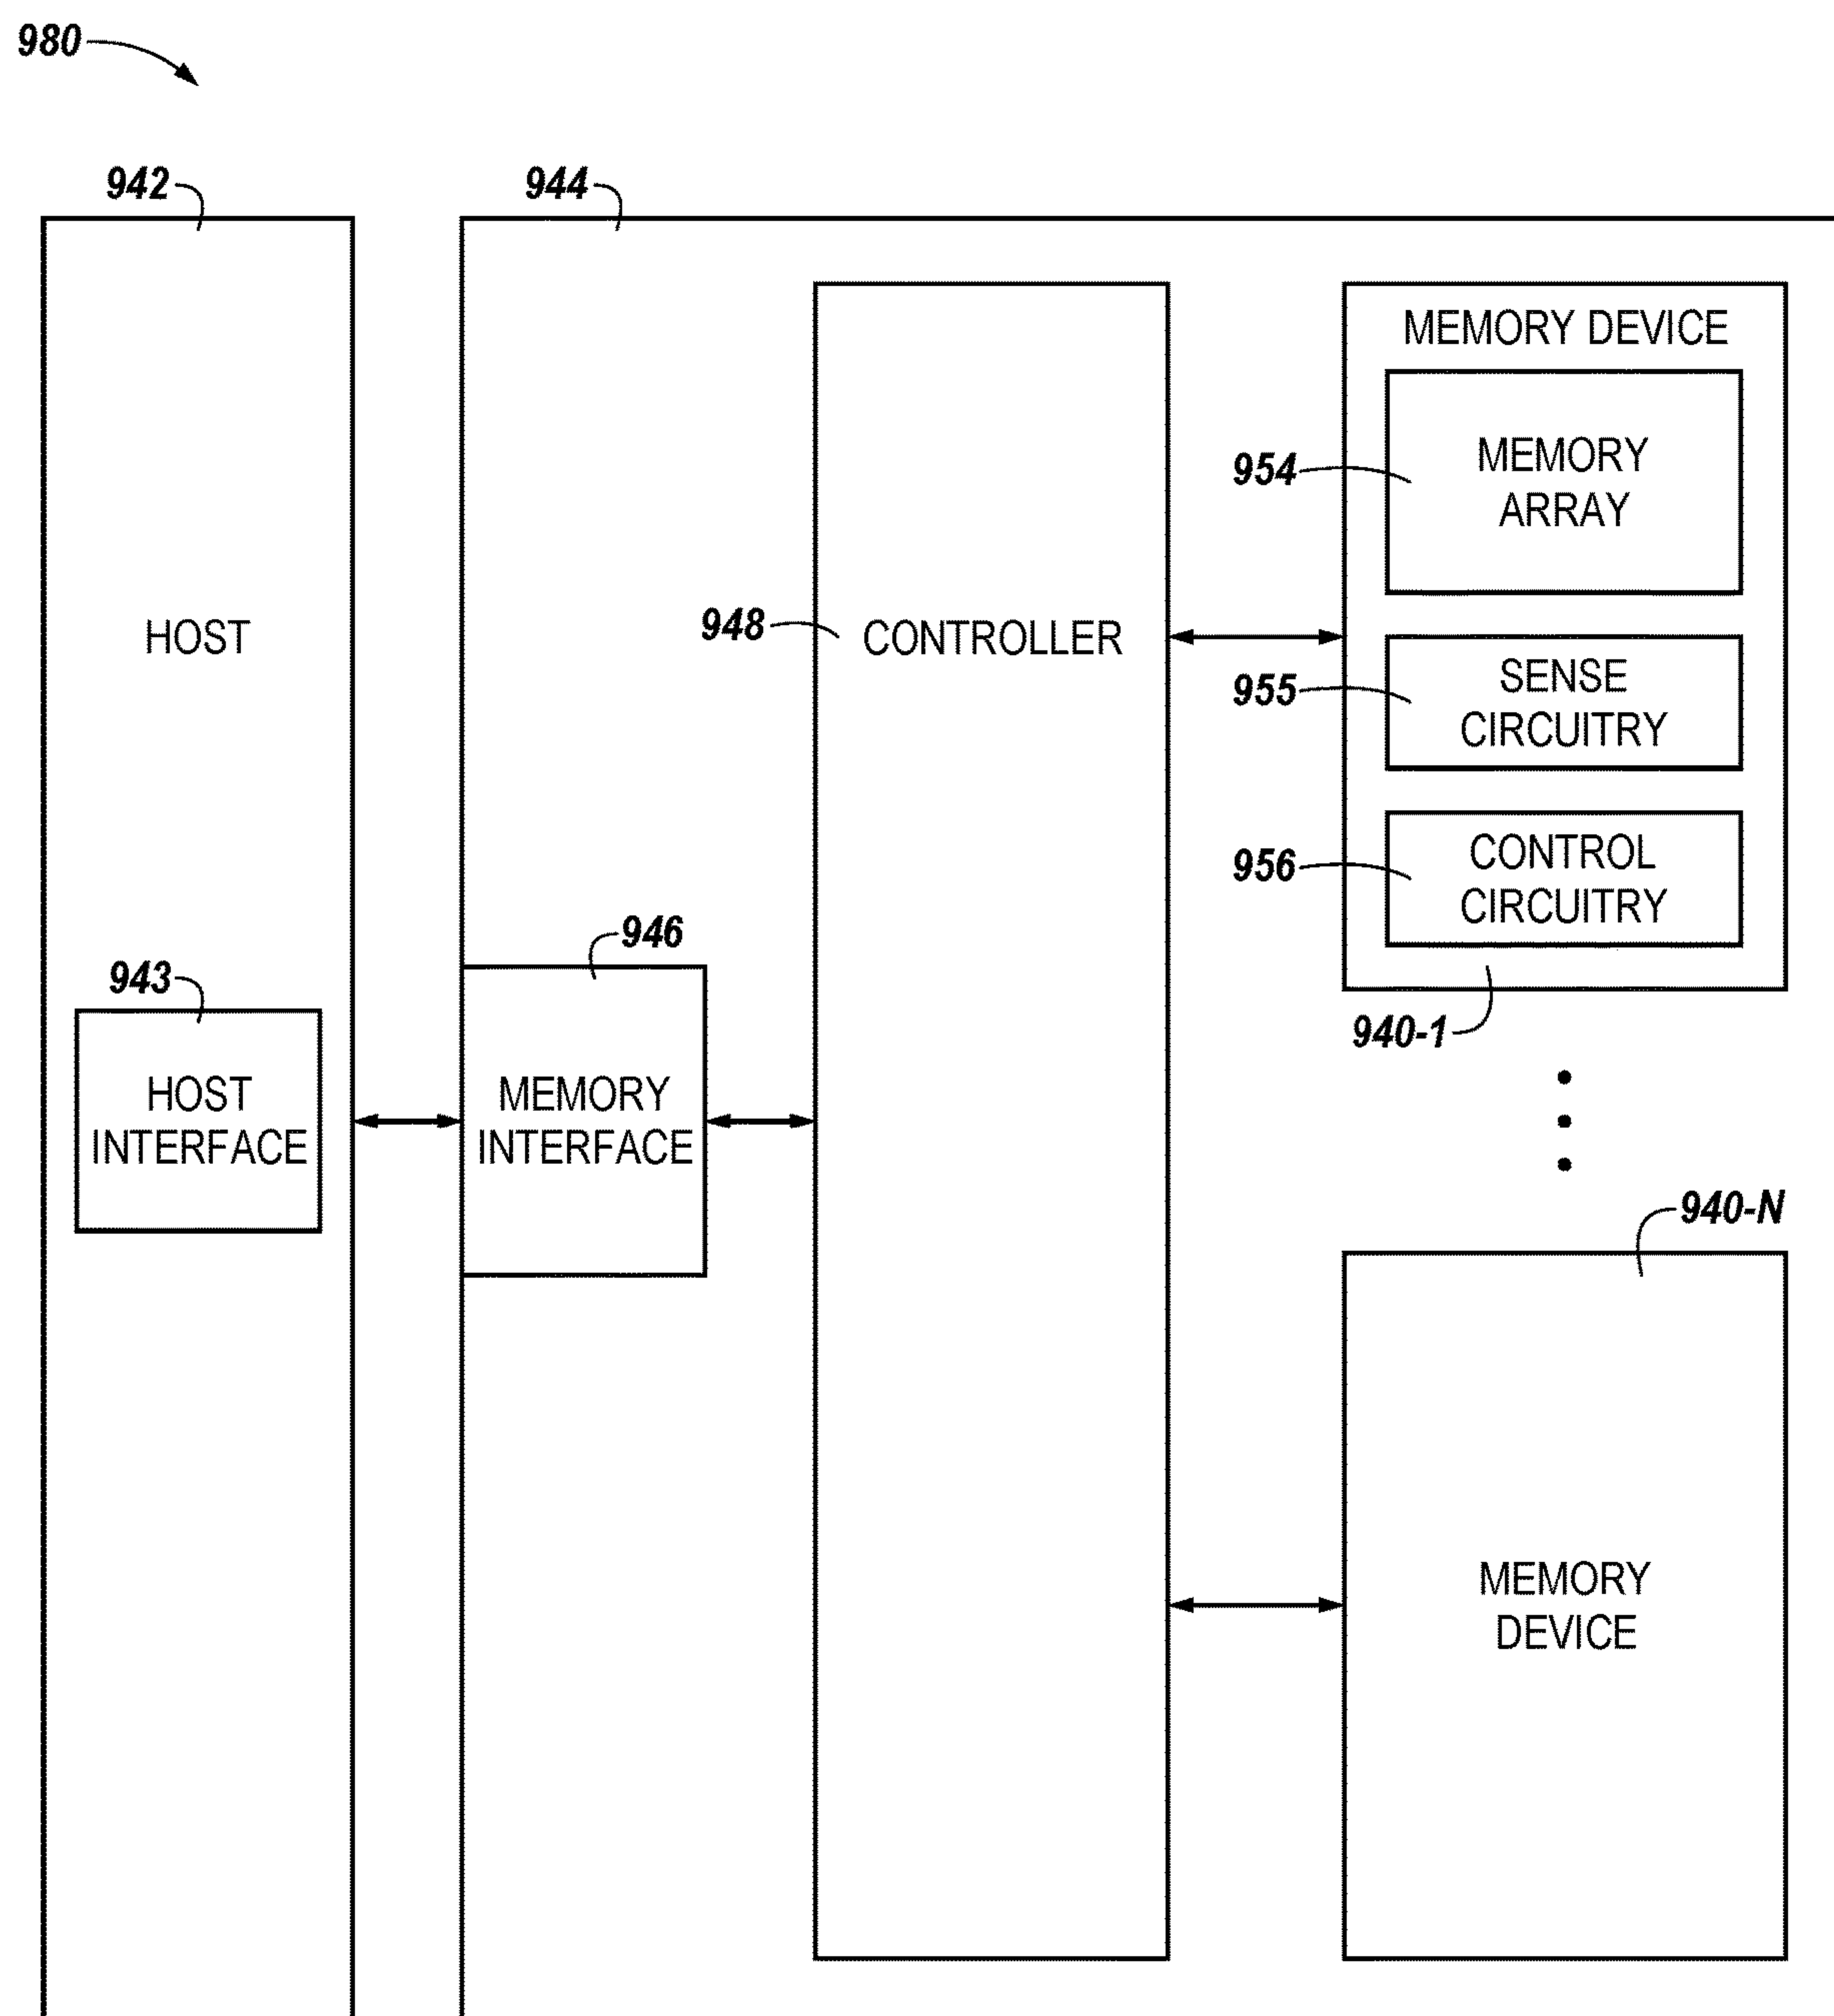 980
942
944
MEMORY DEVICE
954
MEMORY
ARRAY
HOST
948
CONTROLLER
955
SENSE
CIRCUITRY
956
CONTROL
CIRCUITRY
946
943
940-1
HOST
INTERFACE
MEMORY
INTERFACE
940-N
MEMORY
DEVICE